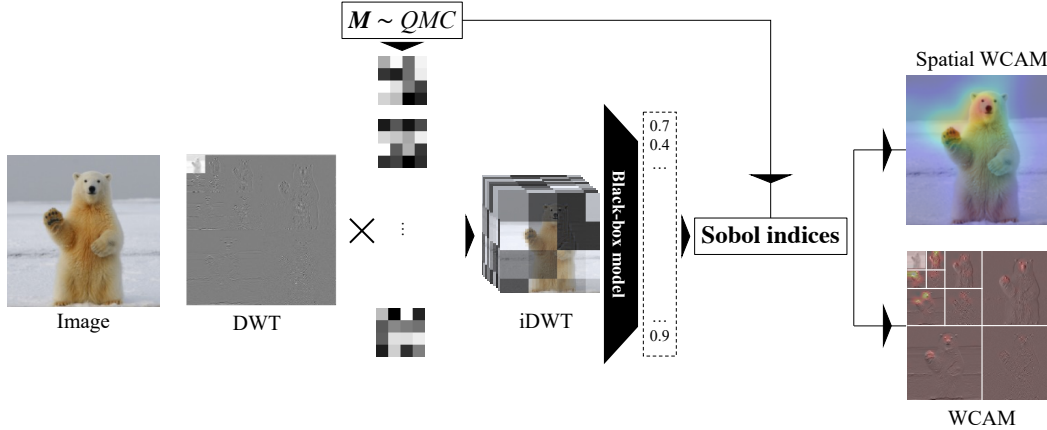 M ~ QMC
Spatial WCAM
0.7
0.4
...
Black-box model
Sobol indices
...
0.9
Image
DWT
iDWT
WCAM